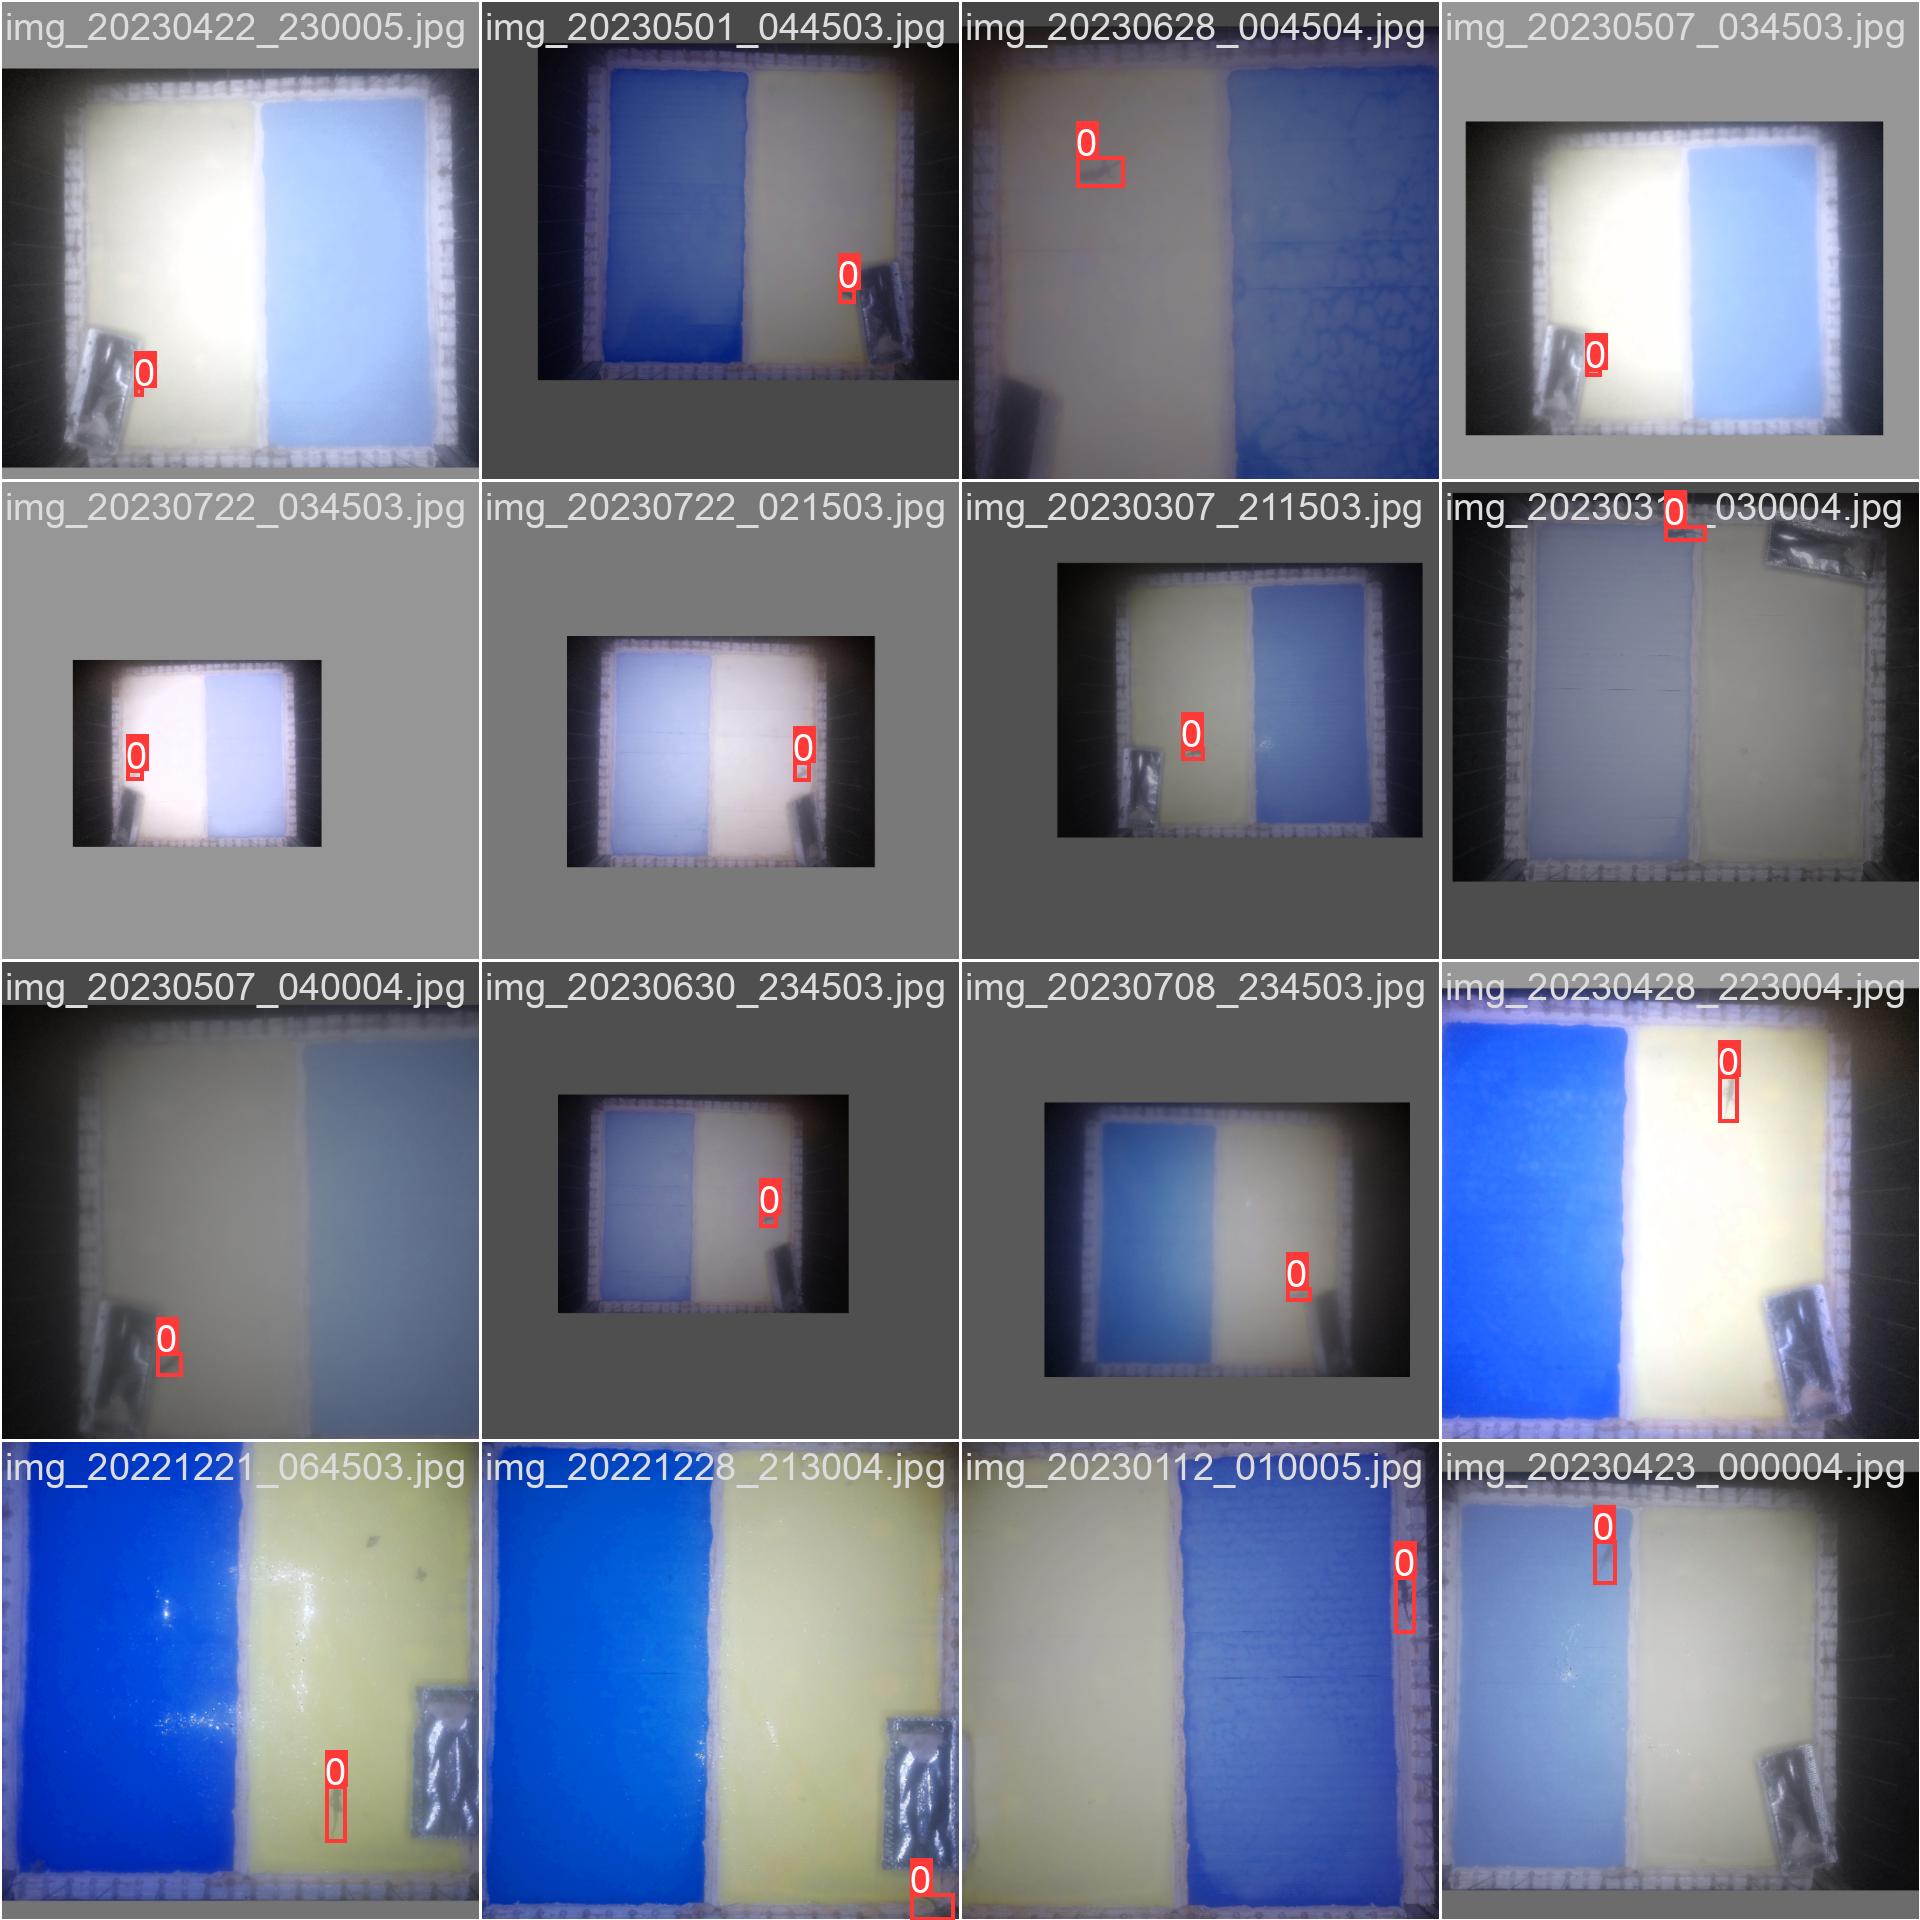 img_20230422_230005.jpg
img_20230501_044503.jpg
img_20230628_004504.jpg
img_20230507_034503.jpg
0
0
0
0
img_20230722_034503.jpg
img_20230722_021503.jpg
img_20230307_211503.jpg
0
0
0
0
img_20230507_040004.jpg
img_20230630_234503.jpg
img_20230708_234503.jpg
img_20230428_223004.jpg
0
0
0
0
img_20221221_064503.jpg
img_20221228_213004.jpg
img_20230112_010005.jpg
img_20230423_000004.jpg
0
0
0
0